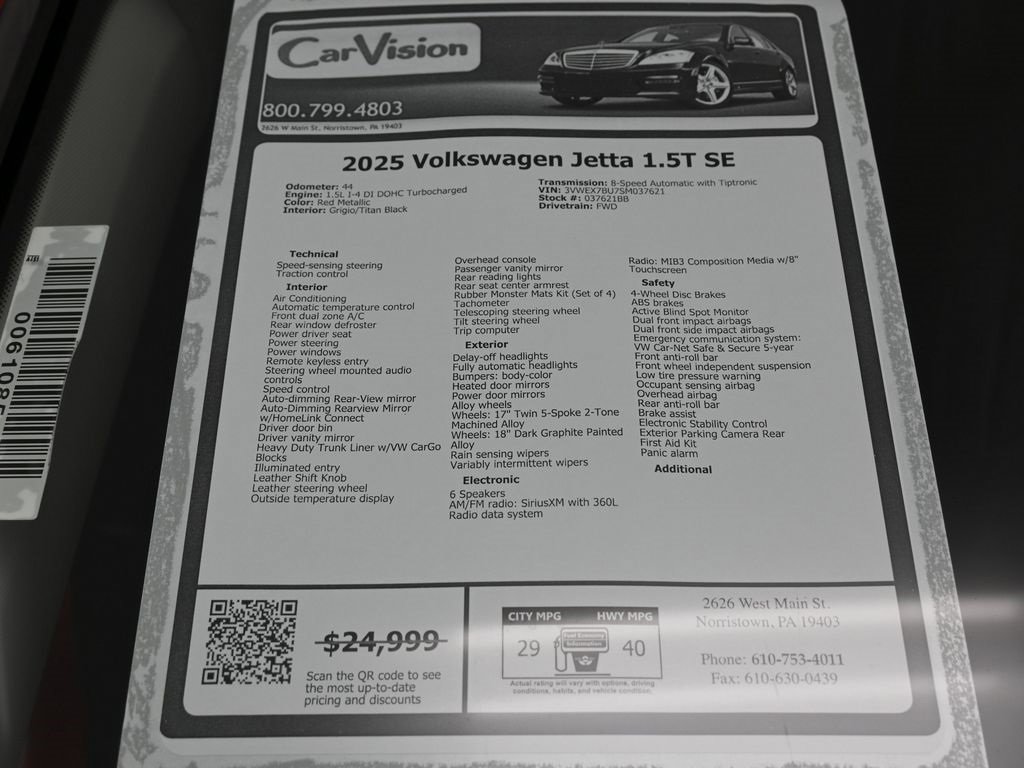 CarVision
800.799.4803
2626 W Main St, Norristown, PA 19403
2025 Volkswagen Jetta 1.5T SE
Odometer: 44
Engine: 1.5L I-4 DI DOHC Turbocharged
Color: Red Metallic
Interior: Grigio/Titan Black
Transmission: 8-Speed Automatic with Tiptronic
VIN: 3VWEX7BU7SM037621
Stock #: 037621BB
Drivetrain: FWD
Technical
Speed-sensing steering
Traction control
Interior
Air Conditioning
Automatic temperature control
Front dual zone A/C
Rear window defroster
Power driver seat
Power steering
Power windows
Remote keyless entry
Steering wheel mounted audio
controls
Speed control
Auto-dimming Rear-View mirror
Auto-Dimming Rearview Mirror
w/HomeLink Connect
Driver door bin
Driver vanity mirror
Heavy Duty Trunk Liner w/VW CarGo
Blocks
Illuminated entry
Leather Shift Knob
Leather steering wheel
Outside temperature display
Overhead console
Passenger vanity mirror
Rear reading lights
Rear seat center armrest
Rubber Monster Mats Kit (Set of 4)
Tachometer
Telescoping steering wheel
Tilt steering wheel
Trip computer
Exterior
Delay-off headlights
Fully automatic headlights
Bumpers: body-color
Heated door mirrors
Power door mirrors
Alloy wheels
Wheels: 17" Twin 5-Spoke 2-Tone
Machined Alloy
Wheels: 18" Dark Graphite Painted
Alloy
Rain sensing wipers
Variably intermittent wipers
Electronic
6 Speakers
AM/FM radio: SiriusXM with 360L
Radio data system
Radio: MIB3 Composition Media w/8"
Touchscreen
Safety
4-Wheel Disc Brakes
ABS brakes
Active Blind Spot Monitor
Dual front impact airbags
Dual front side impact airbags
Emergency communication system:
VW Car-Net Safe & Secure 5-year
Front anti-roll bar
Front wheel independent suspension
Low tire pressure warning
Occupant sensing airbag
Overhead airbag
Rear anti-roll bar
Brake assist
Electronic Stability Control
Exterior Parking Camera Rear
First Aid Kit
Panic alarm
Additional
$24,999
Scan the QR code to see
the most up-to-date
pricing and discounts
CITY MPG
HWY MPG
29
Fuel Economy
Information
40
Actual rating will vary with options, driving
conditions, habits, and vehicle condition.
2626 West Main St.
Norristown, PA 19403
Phone: 610-753-4011
Fax: 610-630-0439